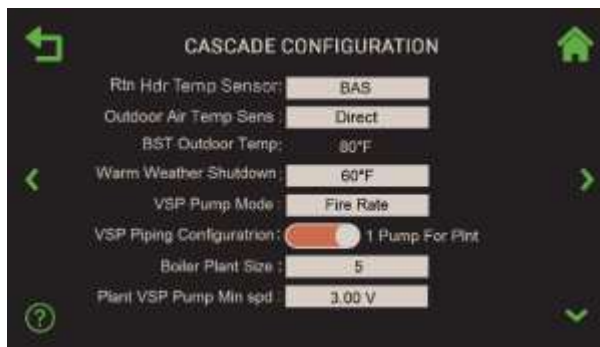 CASCADE CONFIGURATION
Rtn Hdr Temp Sensor: BAS
Outdoor Air Temp Sens : Direct
BST Outdoor Temp: 80°F
Warm Weather Shutdown : 60°F
VSP Pump Mode : Fire Rate
VSP Piping Configuratrion: 1 Pump For Plnt
Boiler Plant Size : 5
Plant VSP Pump Min spd : 3.00 V
?